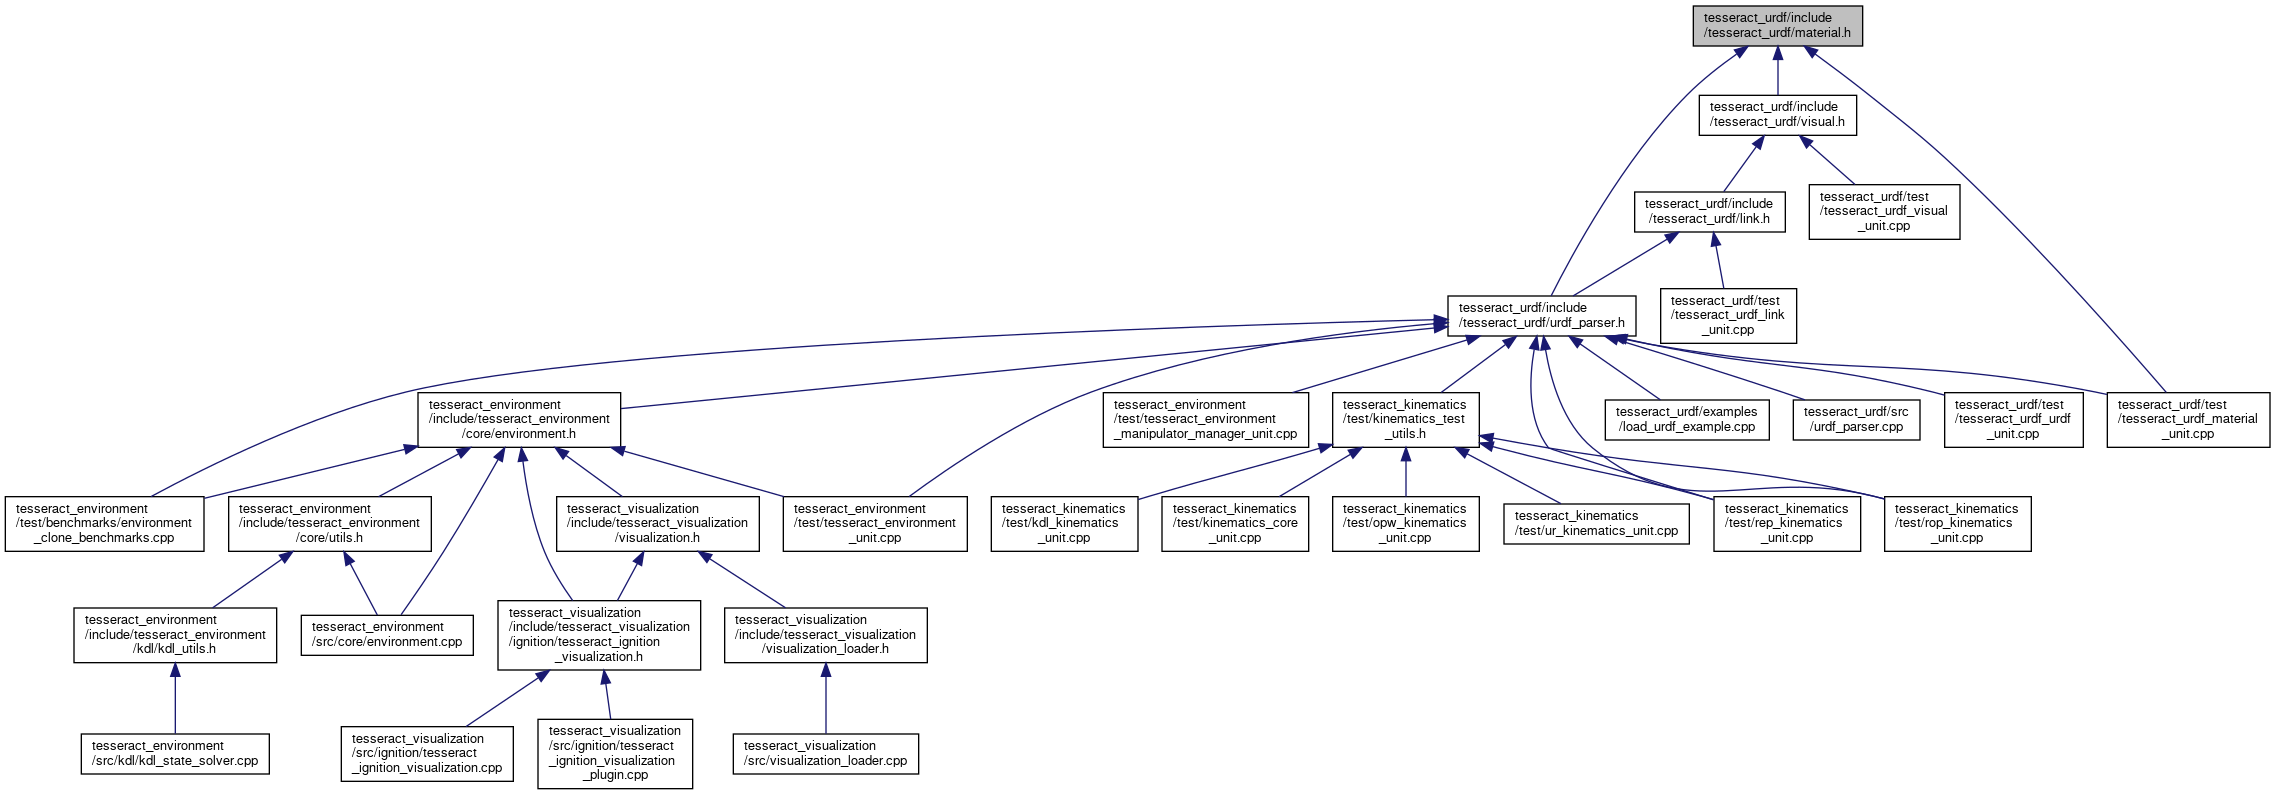 tesseract_urdf/include
/tesseract_urdf/material.h
tesseract_urdf/include
/tesseract_urdf/visual.h
tesseract_urdf/include
/tesseract_urdf/link.h
tesseract_urdf/test
/tesseract_urdf_visual
_unit.cpp
tesseract_urdf/include
/tesseract_urdf/urdf_parser.h
tesseract_urdf/test
/tesseract_urdf_link
_unit.cpp
tesseract_environment
/include/tesseract_environment
/core/environment.h
tesseract_environment
/test/tesseract_environment
_manipulator_manager_unit.cpp
tesseract_kinematics
/test/kinematics_test
_utils.h
tesseract_urdf/examples
/load_urdf_example.cpp
tesseract_urdf/src
/urdf_parser.cpp
tesseract_urdf/test
/tesseract_urdf_urdf
_unit.cpp
tesseract_urdf/test
/tesseract_urdf_material
_unit.cpp
tesseract_environment
/test/benchmarks/environment
_clone_benchmarks.cpp
tesseract_environment
/include/tesseract_environment
/core/utils.h
tesseract_visualization
/include/tesseract_visualization
/visualization.h
tesseract_environment
/test/tesseract_environment
_unit.cpp
tesseract_kinematics
/test/kdl_kinematics
_unit.cpp
tesseract_kinematics
/test/kinematics_core
_unit.cpp
tesseract_kinematics
/test/opw_kinematics
_unit.cpp
tesseract_kinematics
/test/ur_kinematics_unit.cpp
tesseract_kinematics
/test/rep_kinematics
_unit.cpp
tesseract_kinematics
/test/rop_kinematics
_unit.cpp
tesseract_environment
/include/tesseract_environment
/kdl/kdl_utils.h
tesseract_environment
/src/core/environment.cpp
tesseract_visualization
/include/tesseract_visualization
/ignition/tesseract_ignition
_visualization.h
tesseract_visualization
/include/tesseract_visualization
/visualization_loader.h
tesseract_environment
/src/kdl/kdl_state_solver.cpp
tesseract_visualization
/src/ignition/tesseract
_ignition_visualization.cpp
tesseract_visualization
/src/ignition/tesseract
_ignition_visualization
_plugin.cpp
tesseract_visualization
/src/visualization_loader.cpp